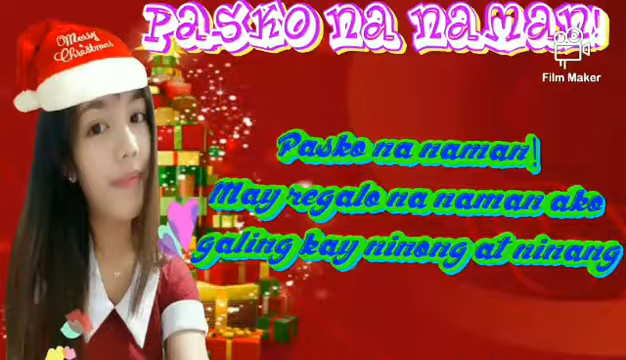 PASKO NA NAMAN!
Merry
Christmas
Film Maker
Pasko na naman!
May regalo na naman ako
galing kay ninong at ninang